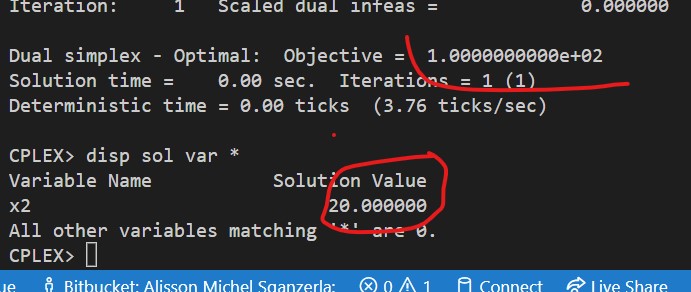 Iteration:     1   Scaled dual infeas =              0.000000
Dual simplex - Optimal:  Objective =  1.0000000000e+02
Solution time =    0.00 sec.  Iterations = 1 (1)
Deterministic time = 0.00 ticks  (3.76 ticks/sec)
CPLEX> disp sol var *
Variable Name           Solution Value
x2                           20.000000
All other variables matching '*' are 0.
CPLEX>
ue Bitbucket: Alisson Michel Sganzerla: 0 1 Connect Live Share